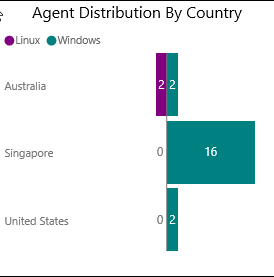 Agent Distribution By Country
Linux Windows
Australia 2 2
Singapore 0 16
United States 0 2